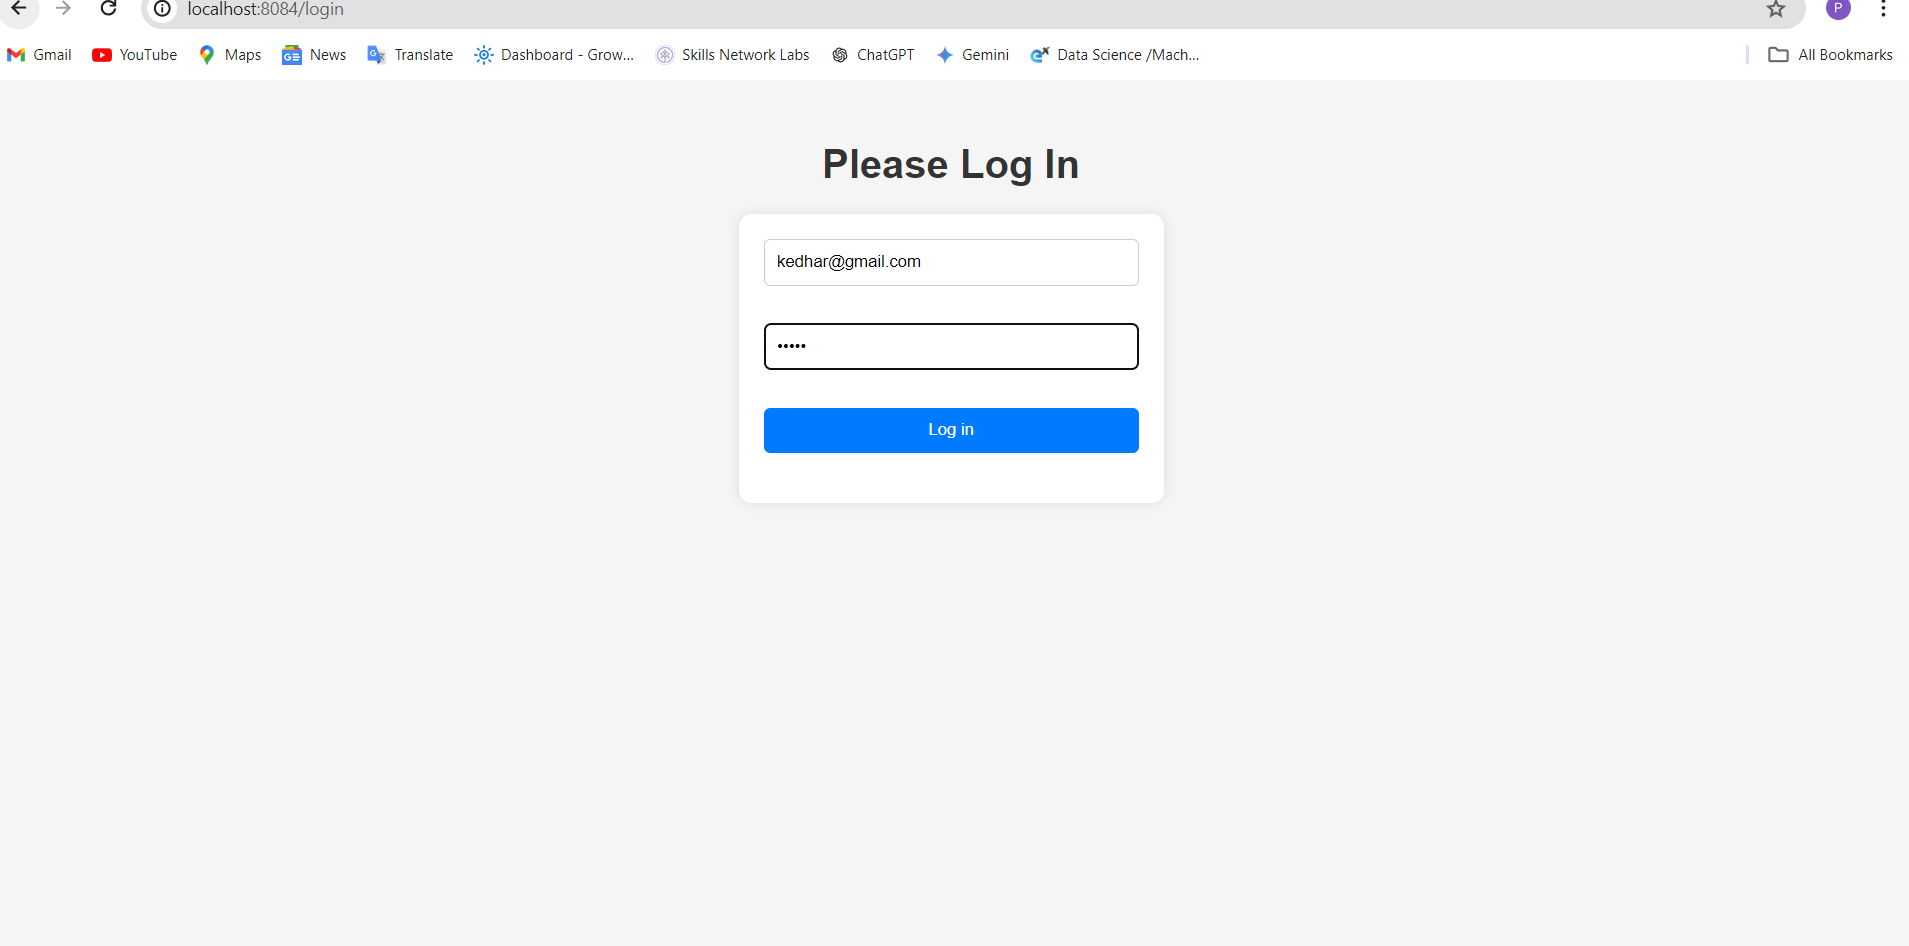 localhost:8084/login
Gmail YouTube Maps News Translate Dashboard - Grow... Skills Network Labs ChatGPT Gemini Data Science /Mach... All Bookmarks
P
Please Log In
kedhar@gmail.com
•••••
Log in